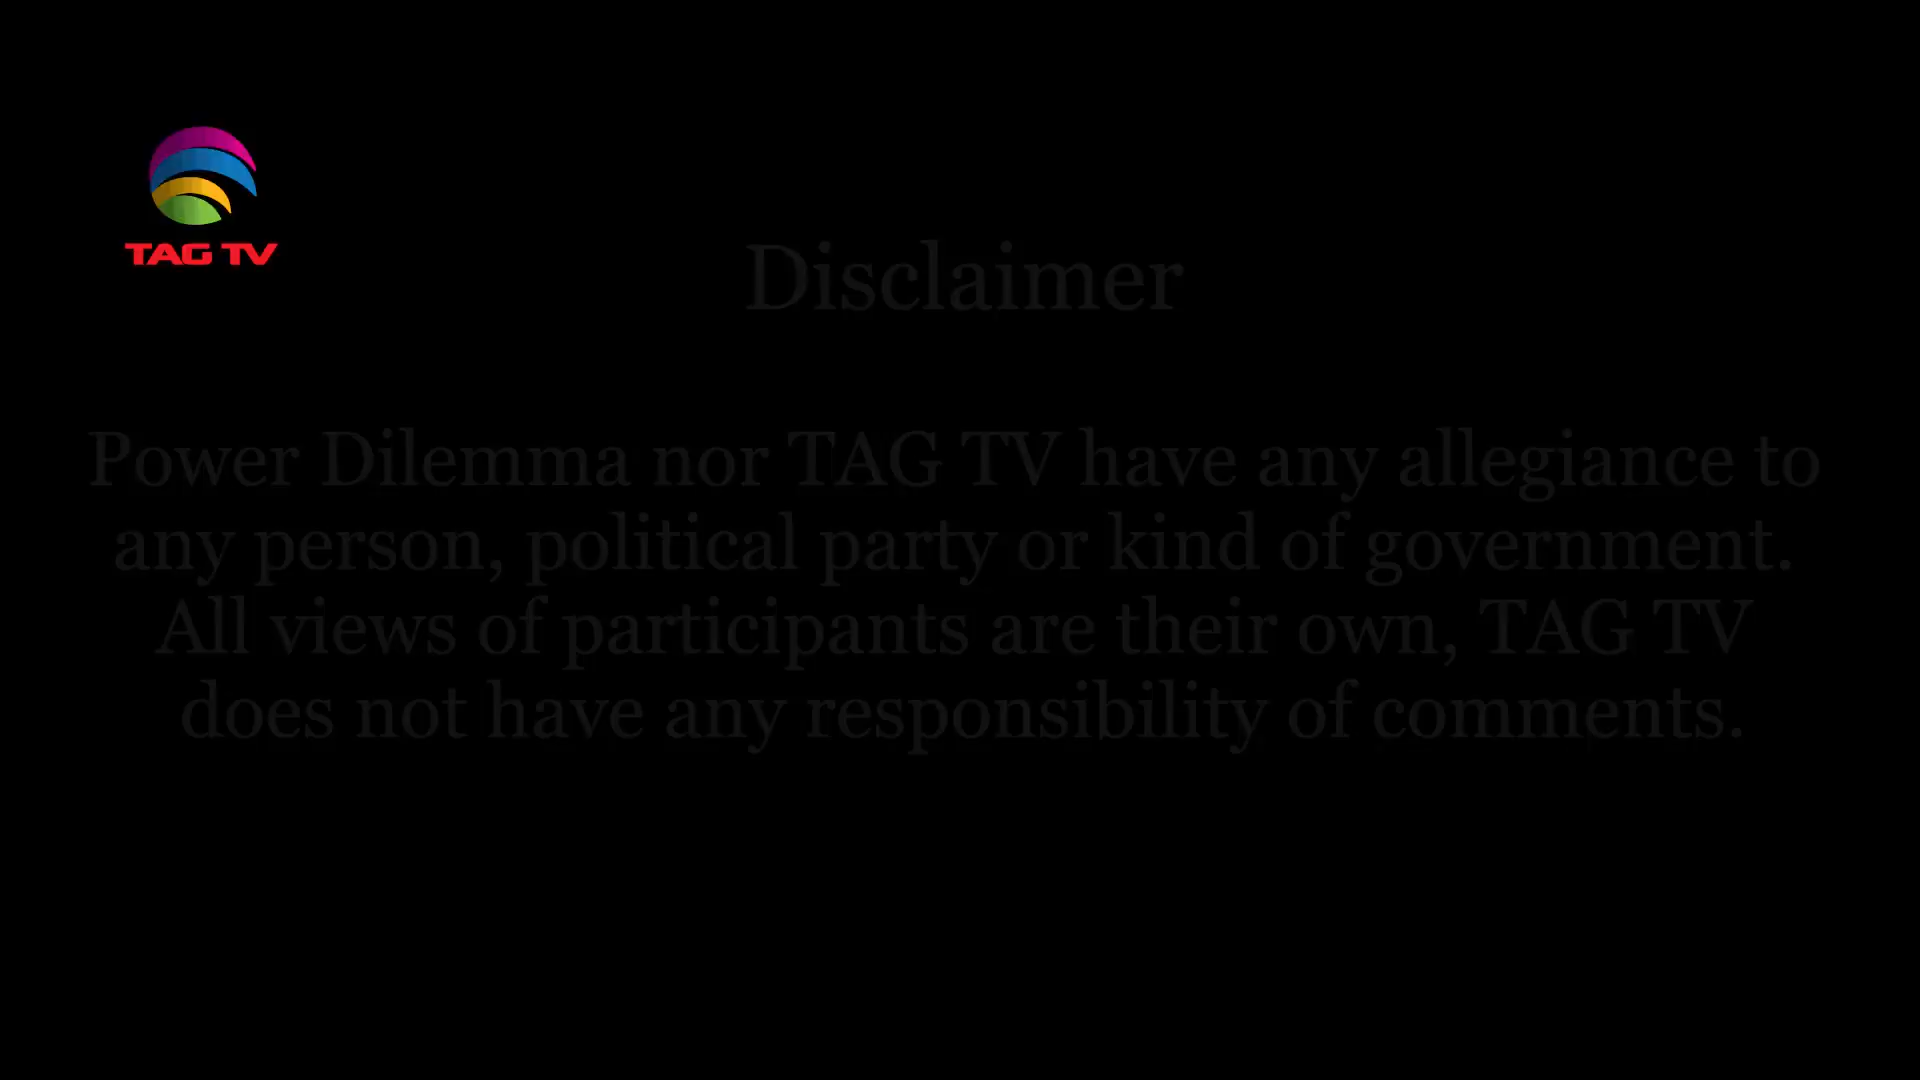 TAG TV
Disclaimer
Power Dilemma nor TAG TV have any allegiance to
any person, political party or kind of government.
All views of participants are their own, TAG TV
does not have any responsibility of comments.